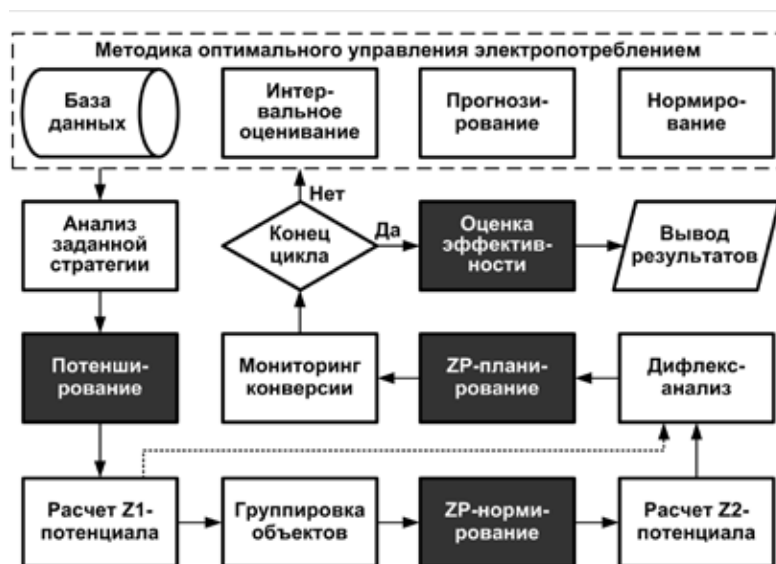 Методика оптимального управления электропотреблением
База
данных
Интер-
вальное
оценивание
Прогнози-
рование
Нормиро-
вание
Нет
Анализ
заданной
стратегии
Конец
цикла
Да
Оценка
эффектив-
ности
Вывод
результатов
Потенши-
рование
Мониторинг
конверсии
ZP-плани-
рование
Дифлекс-
анализ
Расчет Z1-
потенциала
Группировка
объектов
ZP-норми-
рование
Расчет Z2-
потенциала